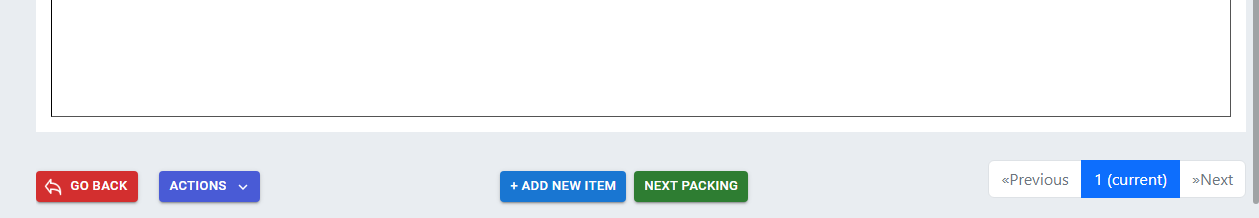 GO BACK ACTIONS + ADD NEW ITEM NEXT PACKING «Previous 1 (current) »Next